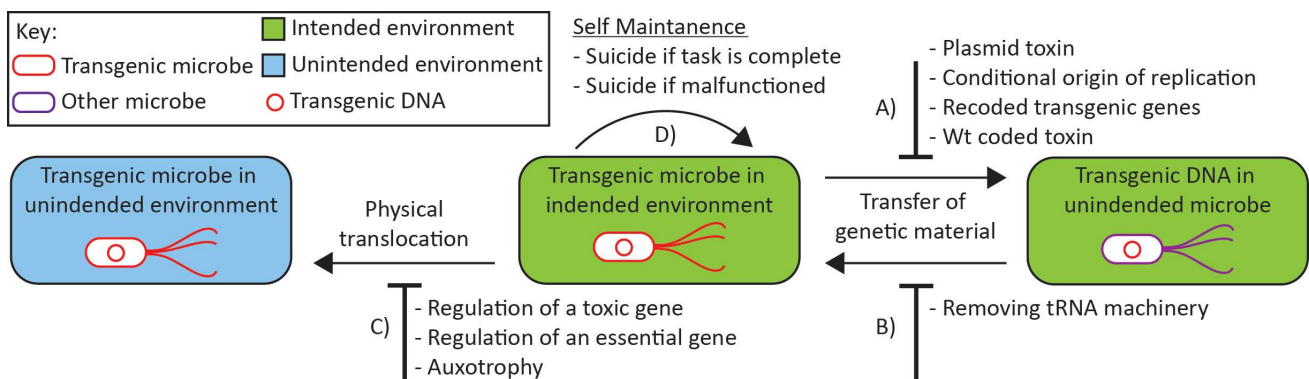 Key:
Intended environment
Transgenic microbe
Unintended environment
Other microbe
Transgenic DNA
Self Maintanence
- Suicide if task is complete
- Suicide if malfunctioned
D)
A)
- Plasmid toxin
- Conditional origin of replication
- Recoded transgenic genes
- Wt coded toxin
Transgenic microbe in
unindended environment
Physical
translocation
Transgenic microbe in
indended environment
Transfer of
genetic material
Transgenic DNA in
unindended microbe
C)
- Regulation of a toxic gene
- Regulation of an essential gene
- Auxotrophy
B)
- Removing tRNA machinery